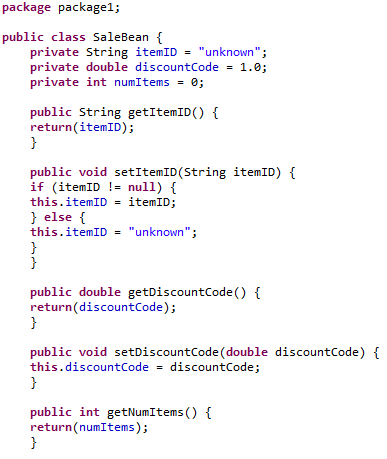 package package1;
public class SaleBean {
private String itemID = "unknown";
private double discountCode = 1.0;
private int numItems = 0;
public String getItemID() {
return(itemID);
}
public void setItemID(String itemID) {
if (itemID != null) {
this.itemID = itemID;
} else {
this.itemID = "unknown";
}
}
public double getDiscountCode() {
return(discountCode);
}
public void setDiscountCode(double discountCode) {
this.discountCode = discountCode;
}
public int getNumItems() {
return(numItems);
}